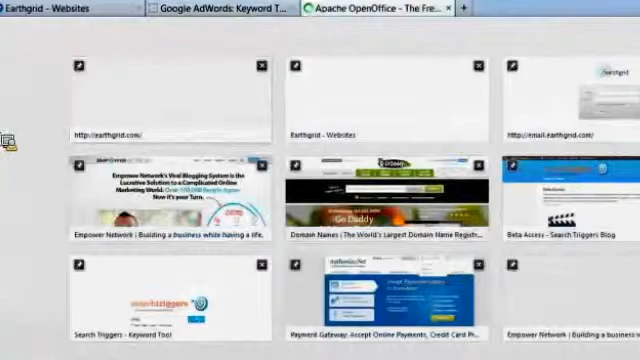 Earthgrid - Websites
Google AdWords: Keyword T...
Apache OpenOffice - The Fre...
http://earthgrid.com/
Earthgrid - Websites
earthgrid
http://email.earthgrid.com/
Empower Network's Viral Blogging System is the
Lucrative Solution to a Complicated Online
Marketing World.
Now it's your Turn.
Go Daddy
Empower Network | Building a business while having a life.
Domain Names | The World's Largest Domain Name Registr...
Beta Access - Search Triggers Blog
searchtriggers
Authorize.Net
Search Triggers - Keyword Tool
Payment Gateway: Accept Online Payments, Credit Card Pr...
Empower Network | Building a business